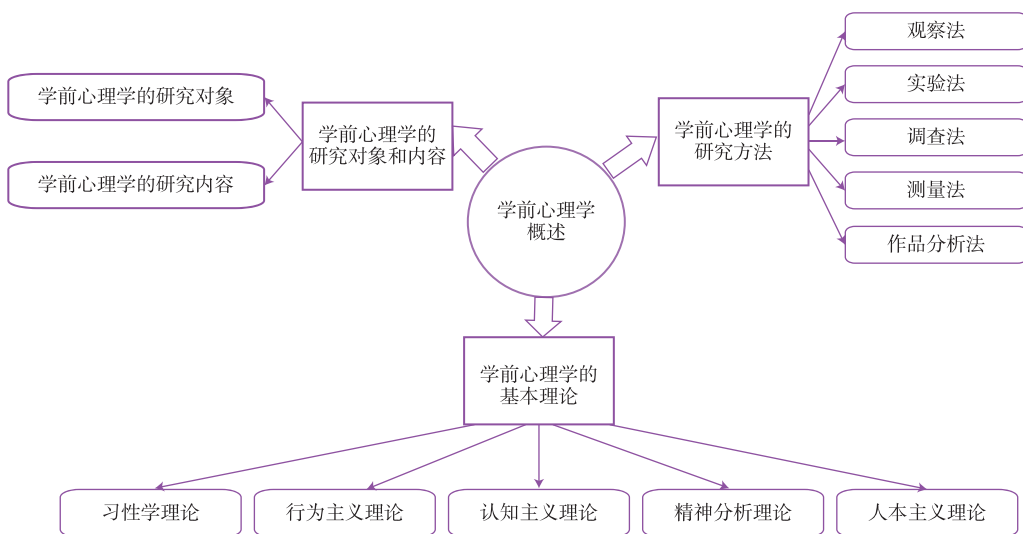 学前心理学的研究对象
学前心理学的研究内容
学前心理学的
研究对象和内容
学前心理学
概述
学前心理学的
研究方法
观察法
实验法
调查法
测量法
作品分析法
学前心理学的
基本理论
习性学理论
行为主义理论
认知主义理论
精神分析理论
人本主义理论